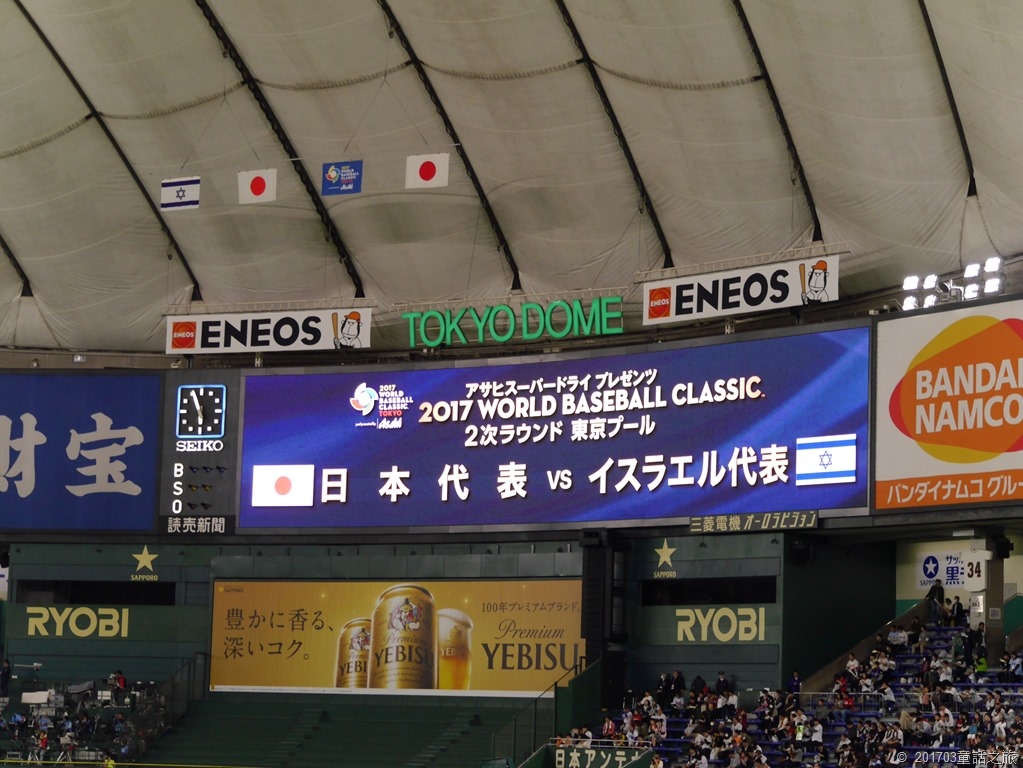 ENEOS
TOKYO DOME
ENEOS
財宝
SEIKO
B
S
O
読売新聞
2017
WORLD
BASEBALL
CLASSIC
TOKYO
Asahi
アサヒスーパードライ プレゼンツ
2017 WORLD BASEBALL CLASSIC™
2次ラウンド 東京プール
日本代表 vs イスラエル代表
三菱電機 オーロラビジョン
BANDAI
NAMCO
バンダイナムコ グルー
SAPPORO
RYOBI
豊かに香る、
深いコク。
YEBISU
100年プレミアムブランド。
Premium
YEBISU
SAPPORO
RYOBI
34
日本アンテ
© 201703童話之旅